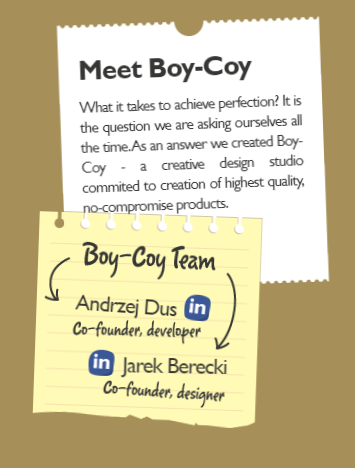 Meet Boy-Coy
What it takes to achieve perfection? It is
the question we are asking ourselves all
the time.As an answer we created Boy-
Coy - a creative design studio
commited to creation of highest quality,
no-compromise products.
Boy-Coy Team
Andrzej Dus in
Co-founder, developer
in Jarek Berecki
Co-founder, designer